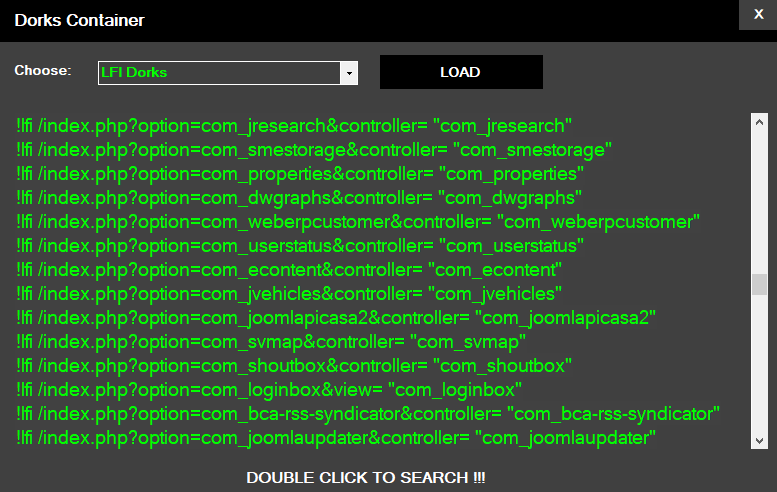 Dorks Container
X
Choose:
LFI Dorks
LOAD
!lfi /index.php?option=com_jresearch&controller= "com_jresearch"
!lfi /index.php?option=com_smestorage&controller= "com_smestorage"
!lfi /index.php?option=com_properties&controller= "com_properties"
!lfi /index.php?option=com_dwgraphs&controller= "com_dwgraphs"
!lfi /index.php?option=com_weberpcustomer&controller= "com_weberpcustomer"
!lfi /index.php?option=com_userstatus&controller= "com_userstatus"
!lfi /index.php?option=com_econtent&controller= "com_econtent"
!lfi /index.php?option=com_jvehicles&controller= "com_jvehicles"
!lfi /index.php?option=com_joomlapicasa2&controller= "com_joomlapicasa2"
!lfi /index.php?option=com_svmap&controller= "com_svmap"
!lfi /index.php?option=com_shoutbox&controller= "com_shoutbox"
!lfi /index.php?option=com_loginbox&view= "com_loginbox"
!lfi /index.php?option=com_bca-rss-syndicator&controller= "com_bca-rss-syndicator"
!lfi /index.php?option=com_joomlaupdater&controller= "com_joomlaupdater"
DOUBLE CLICK TO SEARCH !!!